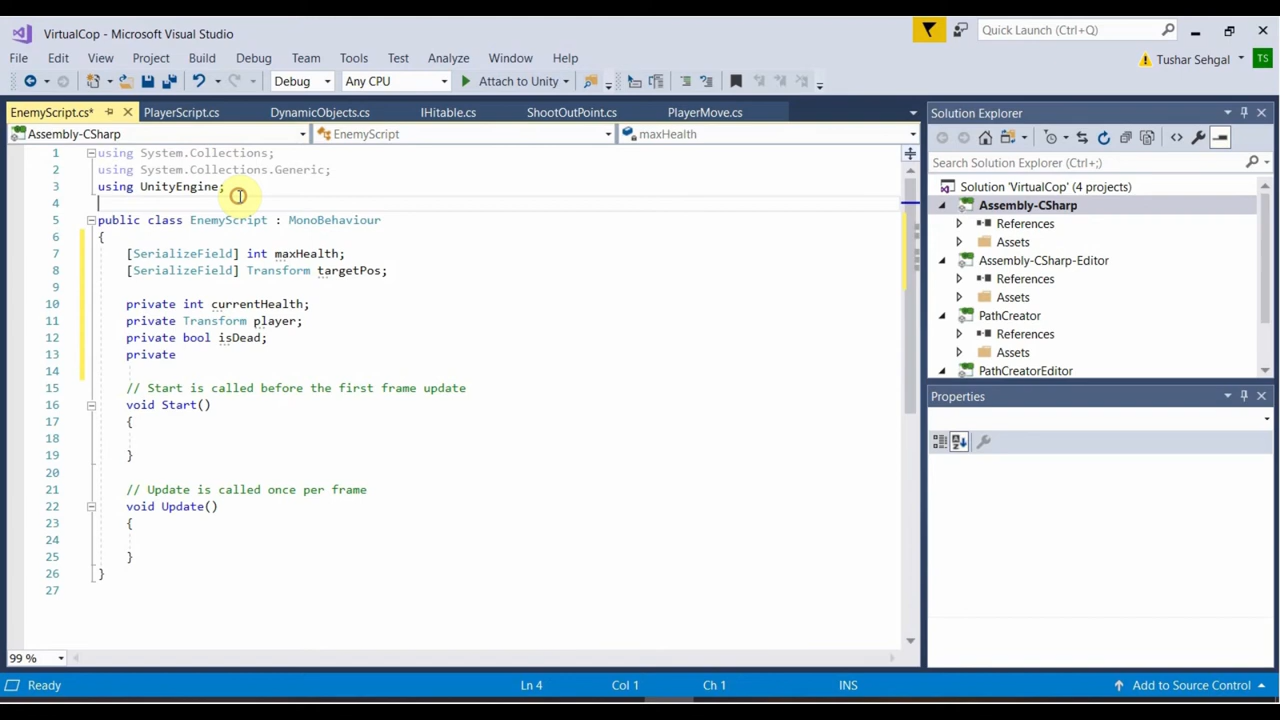 VirtualCop - Microsoft Visual Studio
Quick Launch (Ctrl+Q)
File Edit View Project Build Debug Team Tools Test Analyze Window Help
Tushar Sehgal
TS
Debug Any CPU Attach to Unity
EnemyScript.cs* PlayerScript.cs DynamicObjects.cs IHitable.cs ShootOutPoint.cs PlayerMove.cs
Assembly-CSharp EnemyScript maxHealth
1 using System.Collections;
2 using System.Collections.Generic;
3 using UnityEngine;
4
5 public class EnemyScript : MonoBehaviour
6 {
7 [SerializeField] int maxHealth;
8 [SerializeField] Transform targetPos;
9
10 private int currentHealth;
11 private Transform player;
12 private bool isDead;
13 private
14
15 // Start is called before the first frame update
16 void Start()
17 {
18
19 }
20
21 // Update is called once per frame
22 void Update()
23 {
24
25 }
26 }
27
99 %
Solution Explorer
Search Solution Explorer (Ctrl+;)
Solution 'VirtualCop' (4 projects)
Assembly-CSharp
References
Assets
Assembly-CSharp-Editor
References
Assets
PathCreator
References
Assets
PathCreatorEditor
Properties
Ready Ln 4 Col 1 Ch 1 INS Add to Source Control